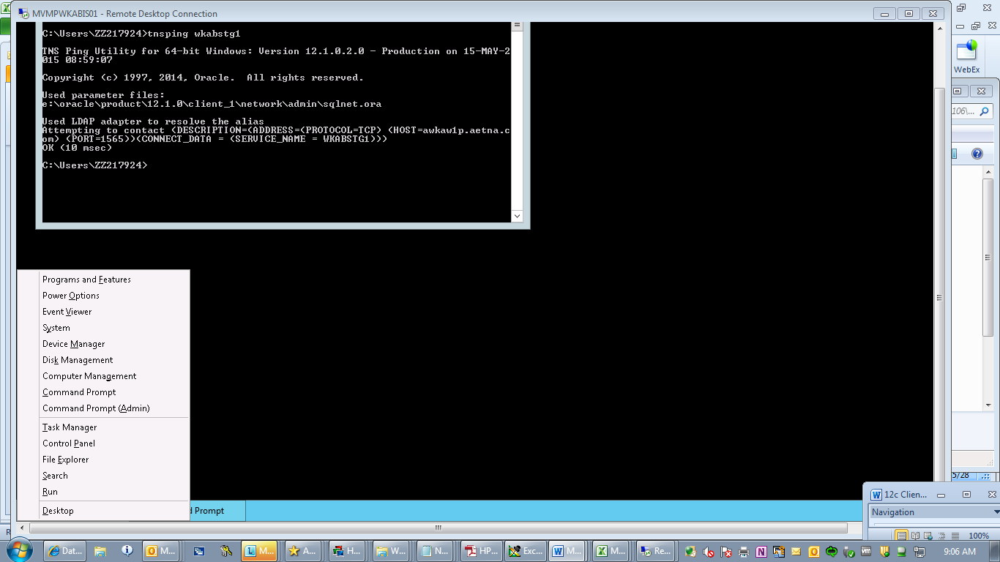 MVMPWKABIS01 - Remote Desktop Connection
C:\Users\ZZ217924>tnsping wkabstg1
TNS Ping Utility for 64-bit Windows: Version 12.1.0.2.0 - Production on 15-MAY-2
015 08:59:07
Copyright (c) 1997, 2014, Oracle.  All rights reserved.
Used parameter files:
e:\oracle\product\12.1.0\client_1\network\admin\sqlnet.ora
Used LDAP adapter to resolve the alias
Attempting to contact (DESCRIPTION=(ADDRESS=(PROTOCOL=TCP) (HOST=awkaw1p.aetna.c
om) (PORT=1565))(CONNECT_DATA = (SERVICE_NAME = WKABSTG1)))
OK (10 msec)
C:\Users\ZZ217924>
WebEx
106\...
Programs and Features
Power Options
Event Viewer
System
Device Manager
Disk Management
Computer Management
Command Prompt
Command Prompt (Admin)
Task Manager
Control Panel
File Explorer
Search
Run
Desktop
d Prompt
5/28
12c Clien...
Navigation
100%
Dat...
M...
M...
A...
H...
W...
N...
HP...
Exc...
M...
M...
Re...
9:06 AM